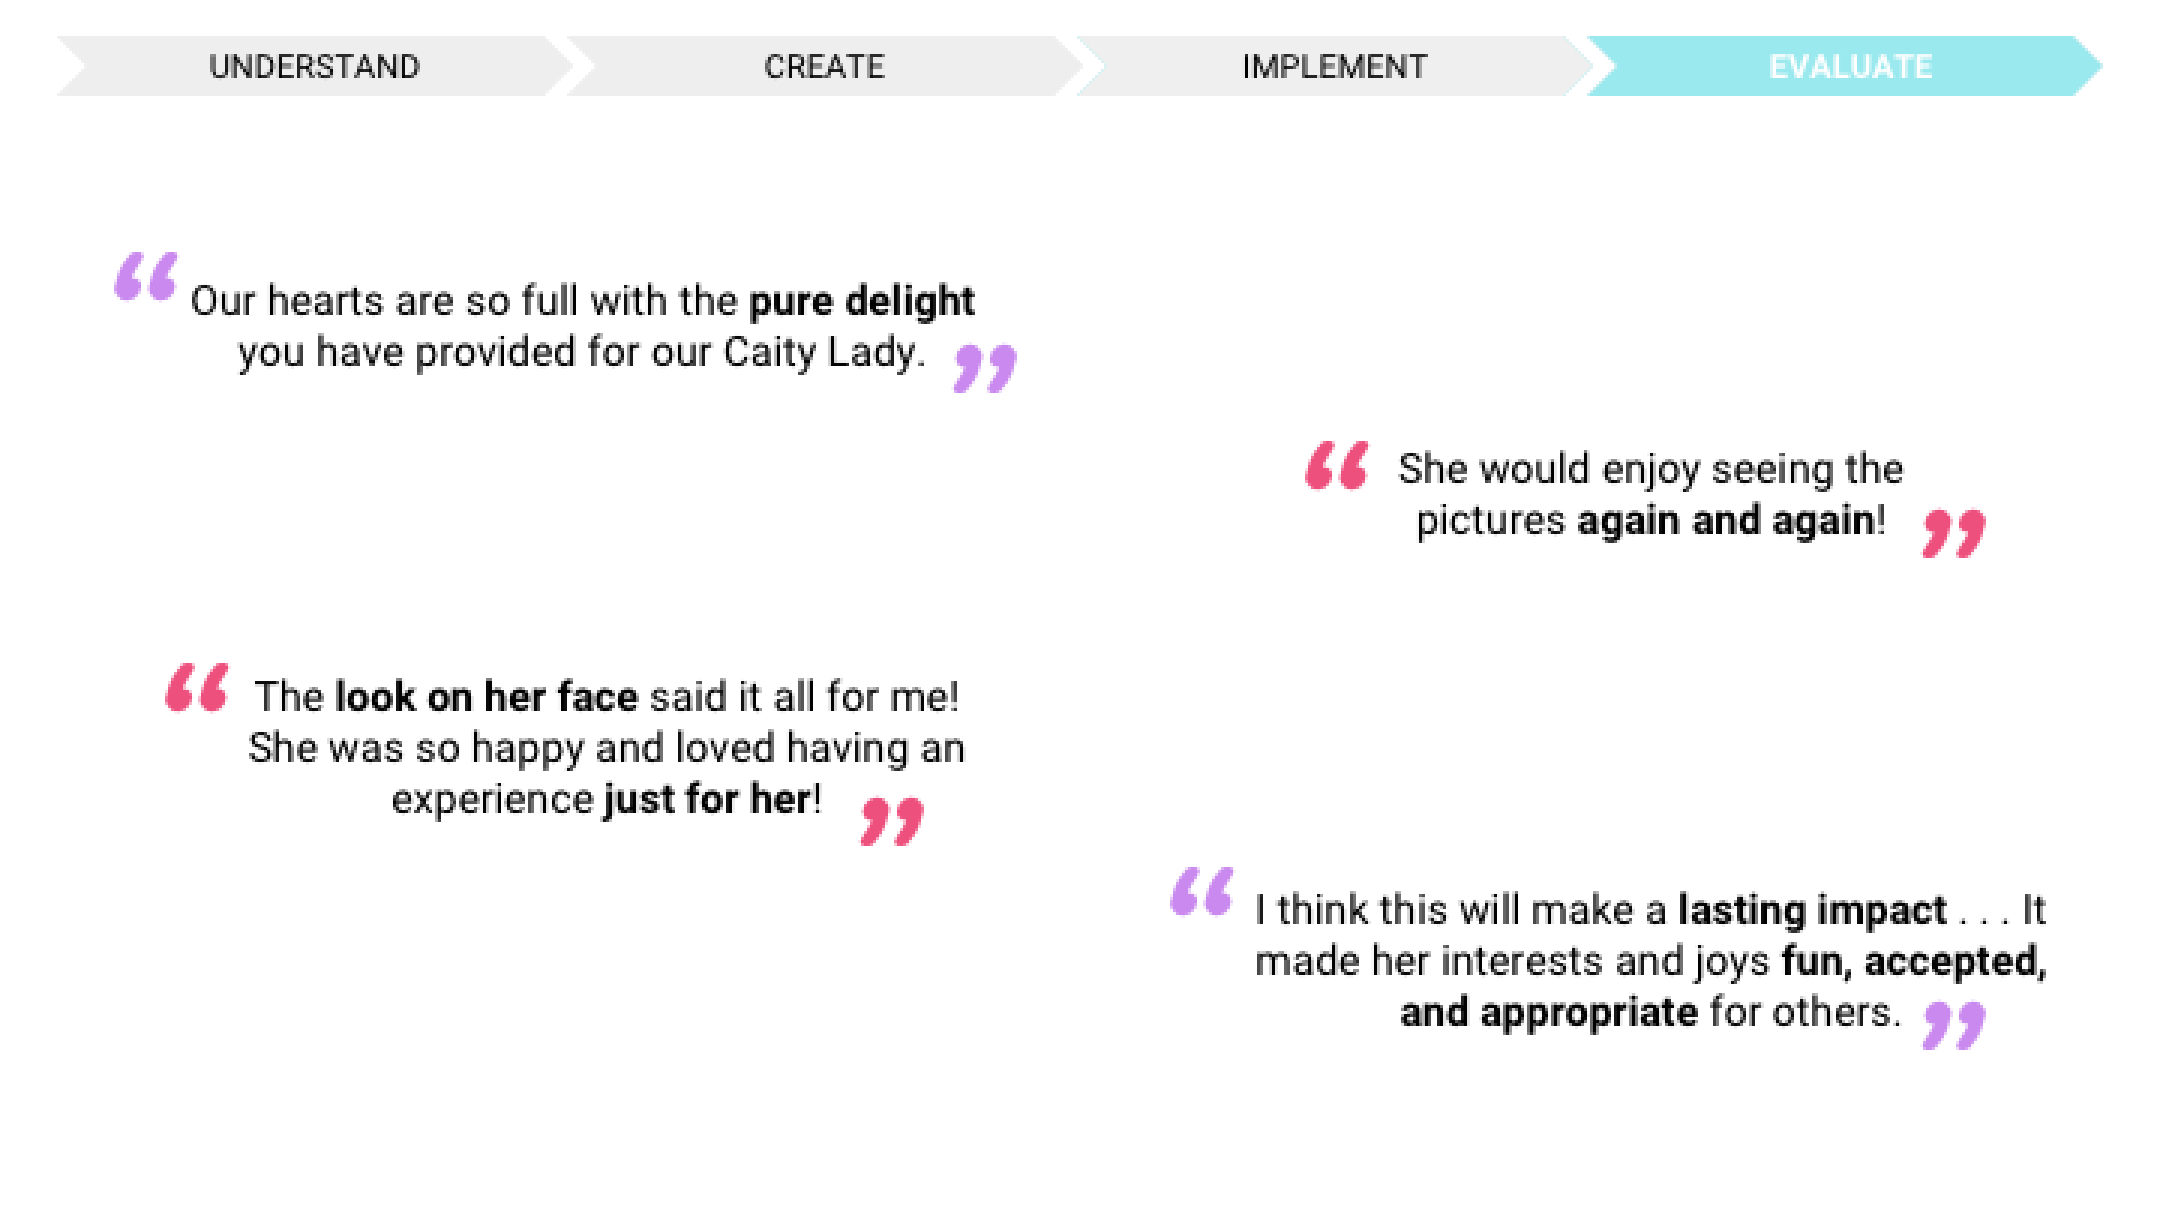 UNDERSTAND
CREATE
IMPLEMENT
EVALUATE
“Our hearts are so full with the pure delight
you have provided for our Caity Lady.”
“She would enjoy seeing the
pictures again and again!”
“The look on her face said it all for me!
She was so happy and loved having an
experience just for her!”
“I think this will make a lasting impact . . . It
made her interests and joys fun, accepted,
and appropriate for others.”